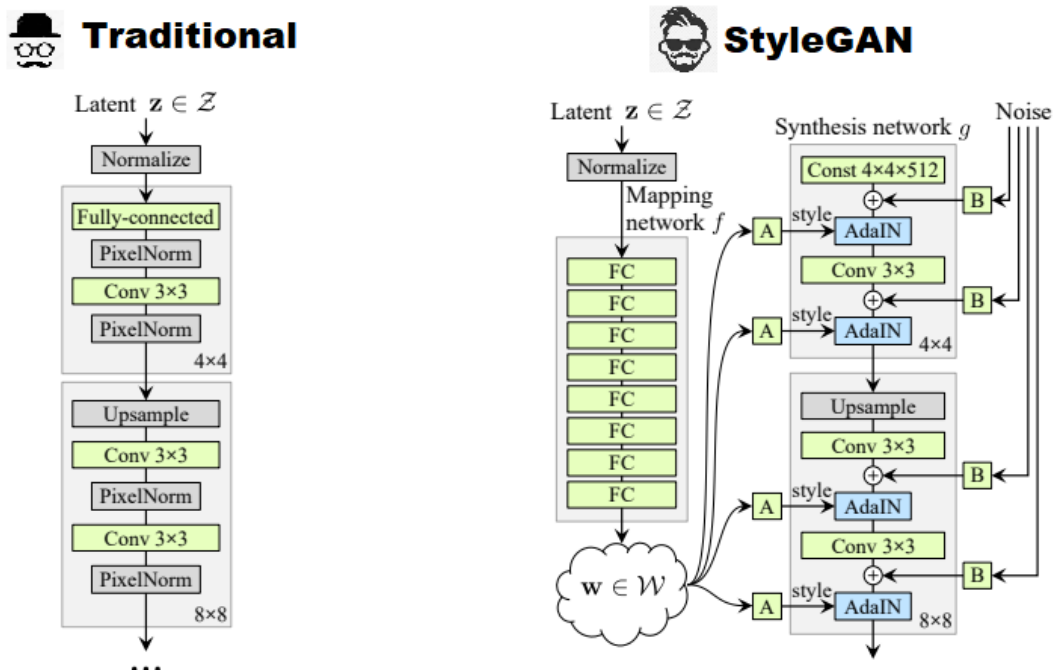 Traditional
Latent z ∈ 𝒵
Normalize
Fully-connected
PixelNorm
Conv 3×3
PixelNorm
4×4
Upsample
Conv 3×3
PixelNorm
Conv 3×3
PixelNorm
8×8
...
StyleGAN
Latent z ∈ 𝒵
Normalize
Mapping
network f
FC
FC
FC
FC
FC
FC
FC
FC
w ∈ 𝒲
A
style
A
style
A
style
A
style
Synthesis network g
Noise
Const 4×4×512
B
AdaIN
Conv 3×3
B
AdaIN
4×4
Upsample
Conv 3×3
B
AdaIN
Conv 3×3
B
AdaIN
8×8